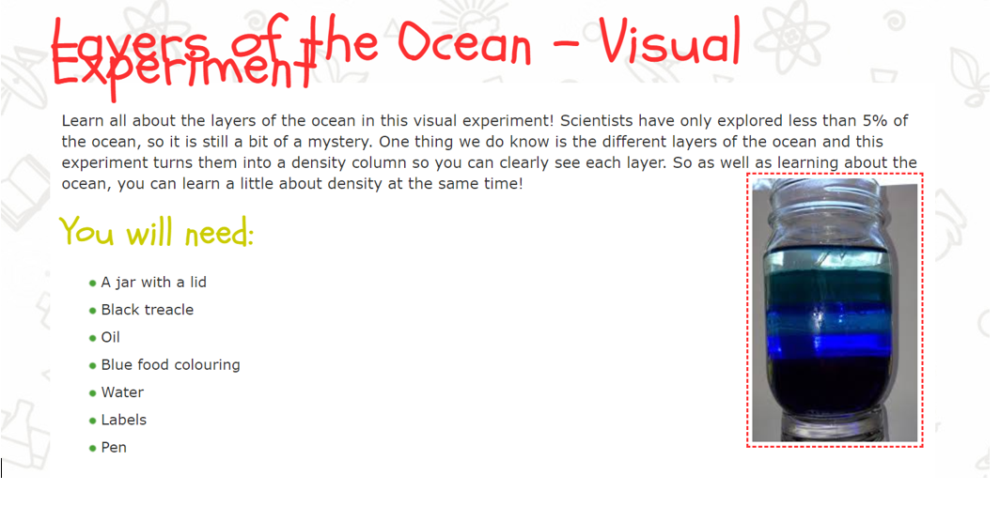 Layers of the Ocean – Visual
Experiment
Learn all about the layers of the ocean in this visual experiment! Scientists have only explored less than 5% of
the ocean, so it is still a bit of a mystery. One thing we do know is the different layers of the ocean and this
experiment turns them into a density column so you can clearly see each layer. So as well as learning about the
ocean, you can learn a little about density at the same time!
You will need:
A jar with a lid
Black treacle
Oil
Blue food colouring
Water
Labels
Pen